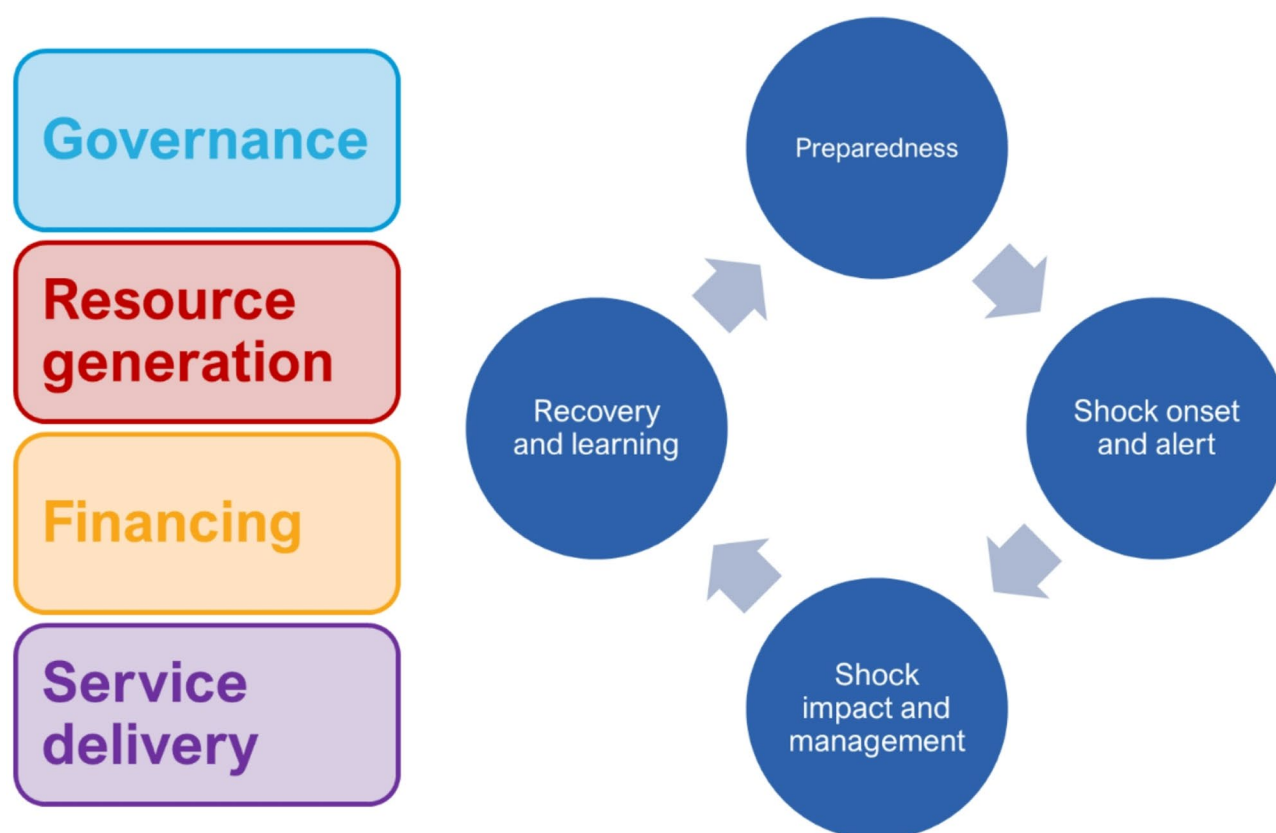 Governance
Resource
generation
Financing
Service
delivery
Preparedness
Shock onset
and alert
Shock
impact and
management
Recovery
and learning